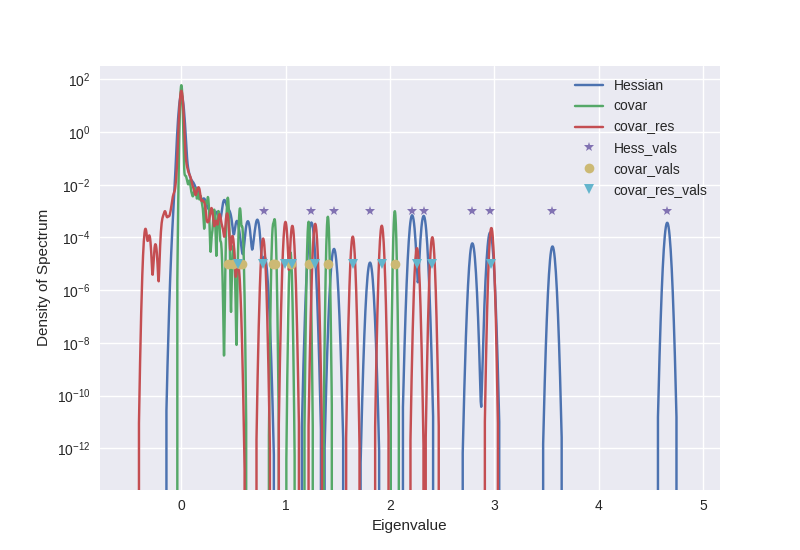 Density of Spectrum
10^2
10^0
10^−2
10^−4
10^−6
10^−8
10^−10
10^−12
Hessian
covar
covar_res
Hess_vals
covar_vals
covar_res_vals
0 1 2 3 4 5
Eigenvalue